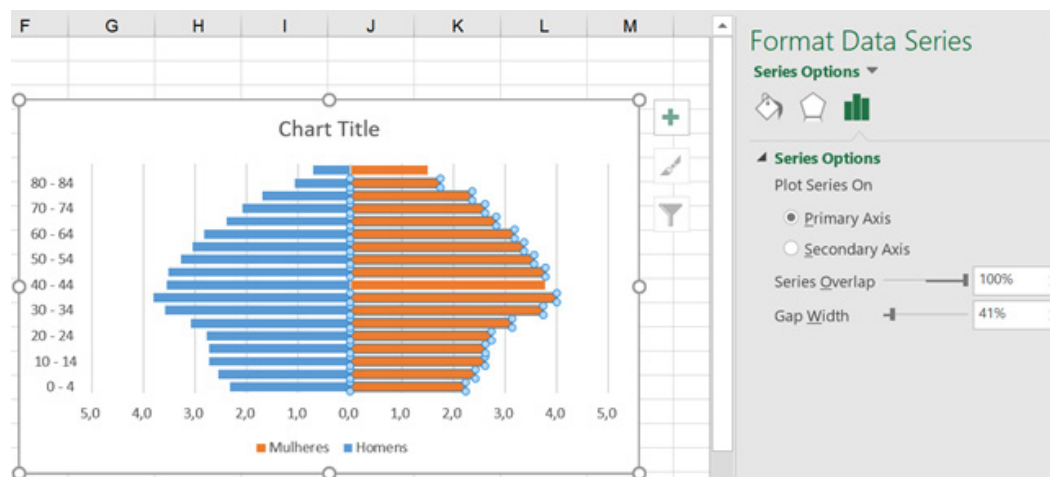 F G H I J K L M
Format Data Series
Series Options
Chart Title
Series Options
Plot Series On
Primary Axis
Secondary Axis
Series Overlap 100%
Gap Width 41%
80 - 84
70 - 74
60 - 64
50 - 54
40 - 44
30 - 34
20 - 24
10 - 14
0 - 4
5,0 4,0 3,0 2,0 1,0 0,0 1,0 2,0 3,0 4,0 5,0
Mulheres Homens